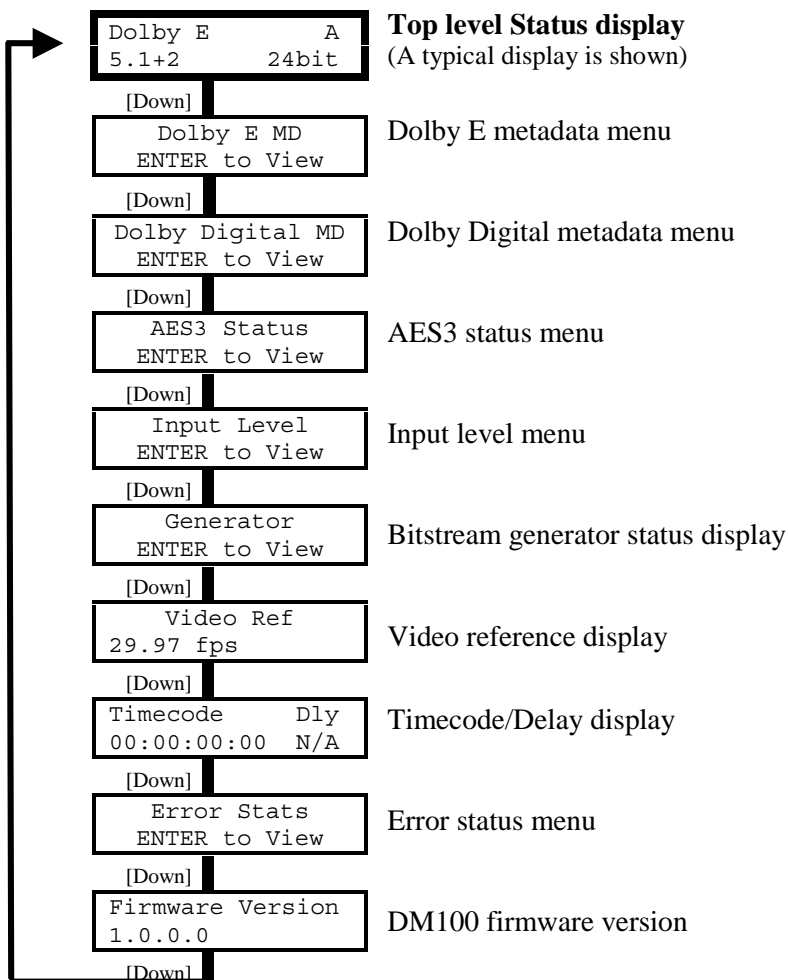 Dolby E A Top level Status display
5.1+2 24bit (A typical display is shown)
[Down]
Dolby E MD Dolby E metadata menu
ENTER to View
[Down]
Dolby Digital MD Dolby Digital metadata menu
ENTER to View
[Down]
AES3 Status AES3 status menu
ENTER to View
[Down]
Input Level Input level menu
ENTER to View
[Down]
Generator Bitstream generator status display
ENTER to View
[Down]
Video Ref Video reference display
29.97 fps
[Down]
Timecode Dly Timecode/Delay display
00:00:00:00 N/A
[Down]
Error Stats Error status menu
ENTER to View
[Down]
Firmware Version DM100 firmware version
1.0.0.0
[Down]